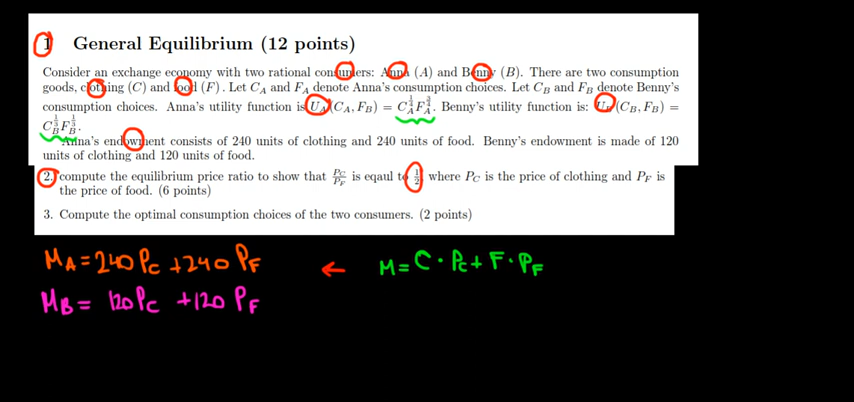 1 General Equilibrium (12 points)
Consider an exchange economy with two rational consumers: Anna (A) and Benny (B). There are two consumption
goods, clothing (C) and food (F). Let C_A and F_A denote Anna's consumption choices. Let C_B and F_B denote Benny's
consumption choices. Anna's utility function is U_A(C_A, F_B) = C_A^{1/4}F_A^{3/4}. Benny's utility function is: U_B(C_B, F_B) =
C_B^{1/3}F_B^{1/3}.
Anna's endowment consists of 240 units of clothing and 240 units of food. Benny's endowment is made of 120
units of clothing and 120 units of food.
2. compute the equilibrium price ratio to show that P_C/P_F is eqaul to 1/2, where P_C is the price of clothing and P_F is
the price of food. (6 points)
3. Compute the optimal consumption choices of the two consumers. (2 points)
M_A = 240 P_C + 240 P_F ← M = C · P_C + F · P_F
M_B = 120 P_C + 120 P_F